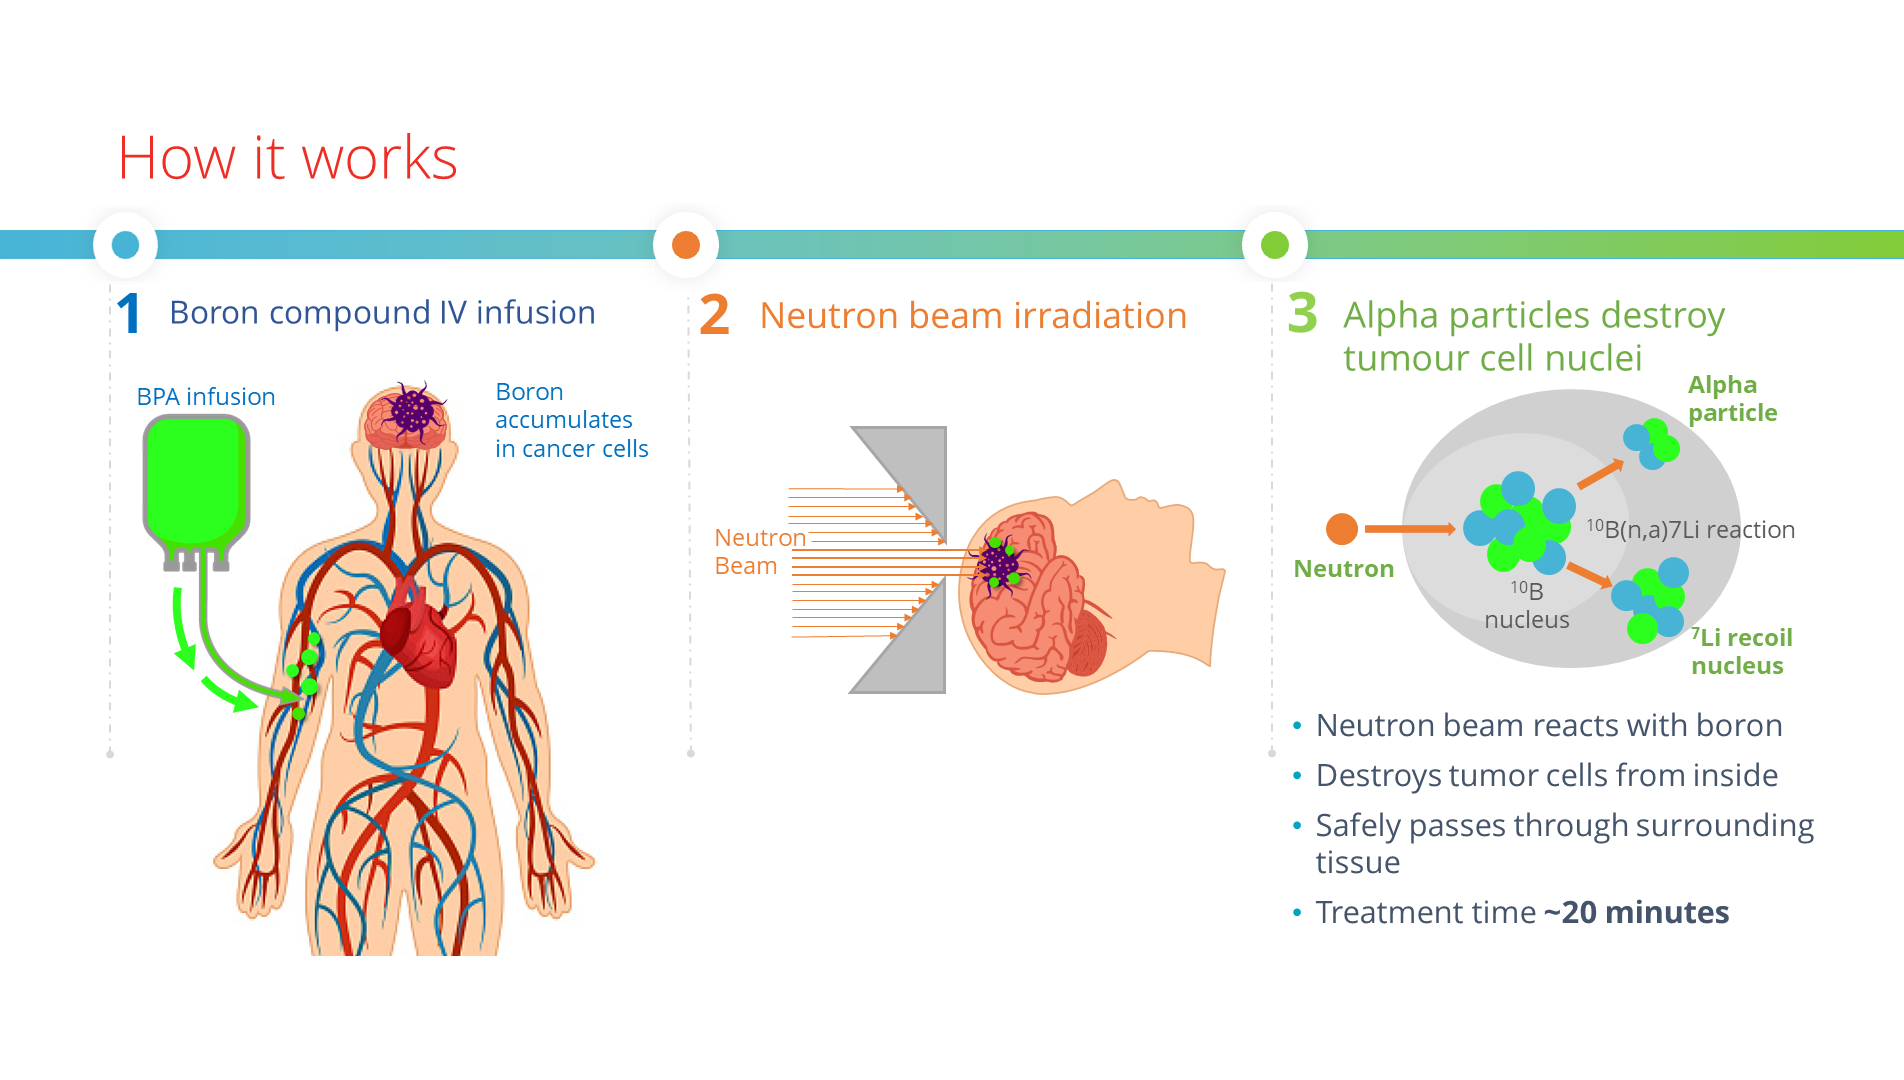 How it works
1 Boron compound IV infusion
BPA infusion
Boron
accumulates
in cancer cells
2 Neutron beam irradiation
Neutron
Beam
3 Alpha particles destroy
tumour cell nuclei
Alpha
particle
Neutron
¹⁰B(n,a)7Li reaction
¹⁰B
nucleus
⁷Li recoil
nucleus
• Neutron beam reacts with boron
• Destroys tumor cells from inside
• Safely passes through surrounding
tissue
• Treatment time ~20 minutes